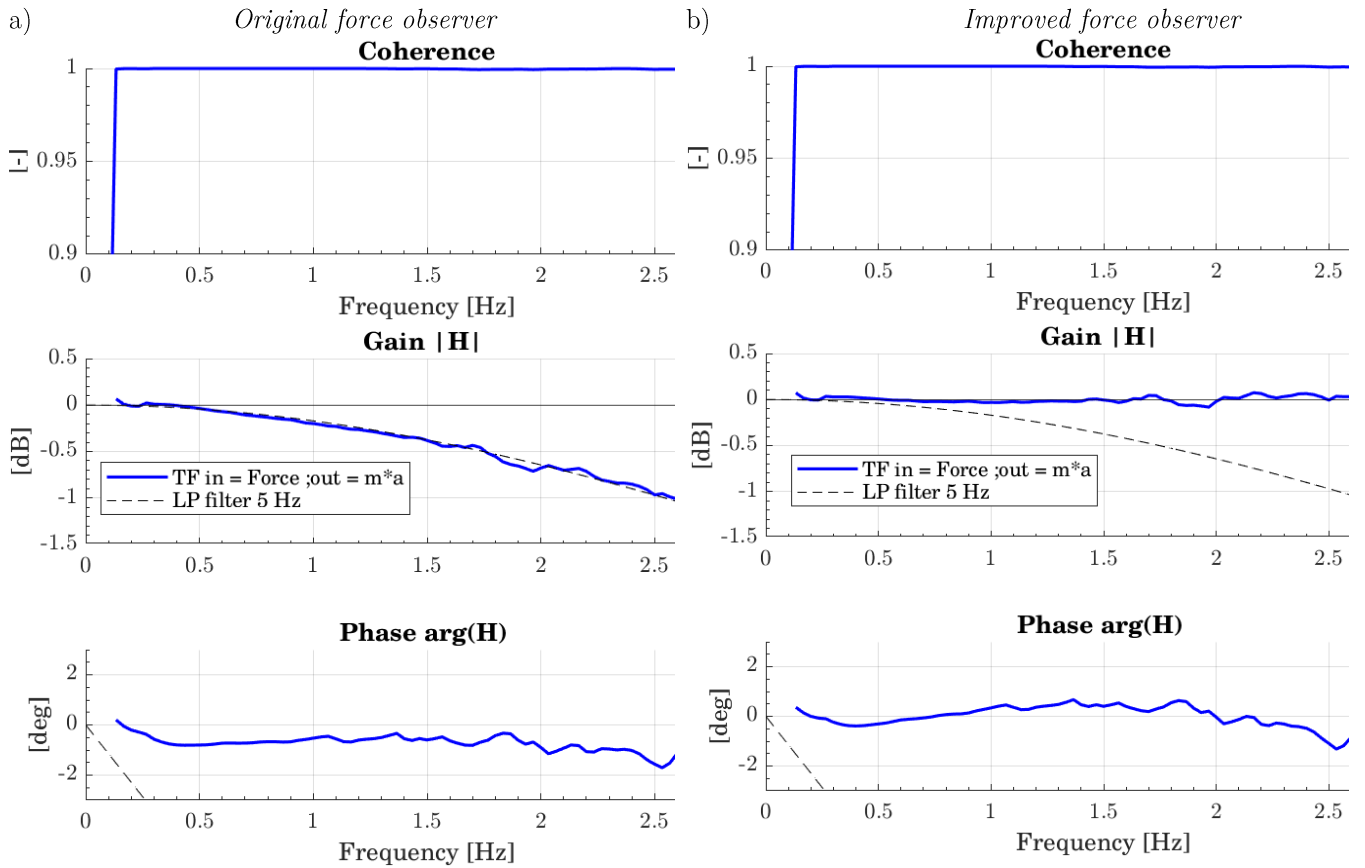 a)
Original force observer
Coherence
1
0.95
0.9
[-]
0
0.5
1
1.5
2
2.5
Frequency [Hz]
Gain |H|
0.5
0
-0.5
-1
-1.5
[dB]
TF in = Force ;out = m*a
LP filter 5 Hz
0
0.5
1
1.5
2
2.5
Phase arg(H)
2
0
-2
[deg]
0
0.5
1
1.5
2
2.5
Frequency [Hz]
b)
Improved force observer
Coherence
1
0.95
0.9
[-]
0
0.5
1
1.5
2
2.5
Frequency [Hz]
Gain |H|
0.5
0
-0.5
-1
-1.5
[dB]
TF in = Force ;out = m*a
LP filter 5 Hz
0
0.5
1
1.5
2
2.5
Phase arg(H)
2
0
-2
[deg]
0
0.5
1
1.5
2
2.5
Frequency [Hz]